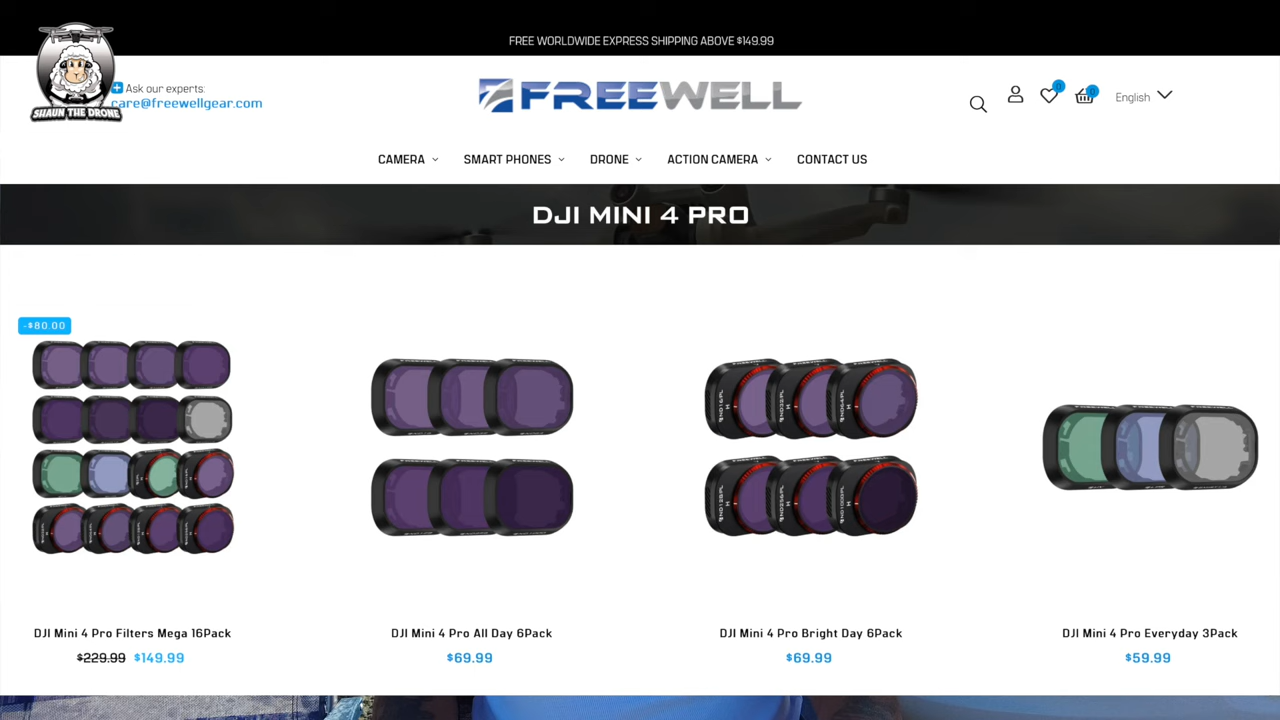 FREE WORLDWIDE EXPRESS SHIPPING ABOVE $149.99
SHAUN THE DRONE
Ask our experts:
care@freewellgear.com
FREEWELL
0
0
English
CAMERA
SMART PHONES
DRONE
ACTION CAMERA
CONTACT US
DJI MINI 4 PRO
-$80.00
DJI Mini 4 Pro Filters Mega 16Pack
$229.99 $149.99
DJI Mini 4 Pro All Day 6Pack
$69.99
DJI Mini 4 Pro Bright Day 6Pack
$69.99
DJI Mini 4 Pro Everyday 3Pack
$59.99